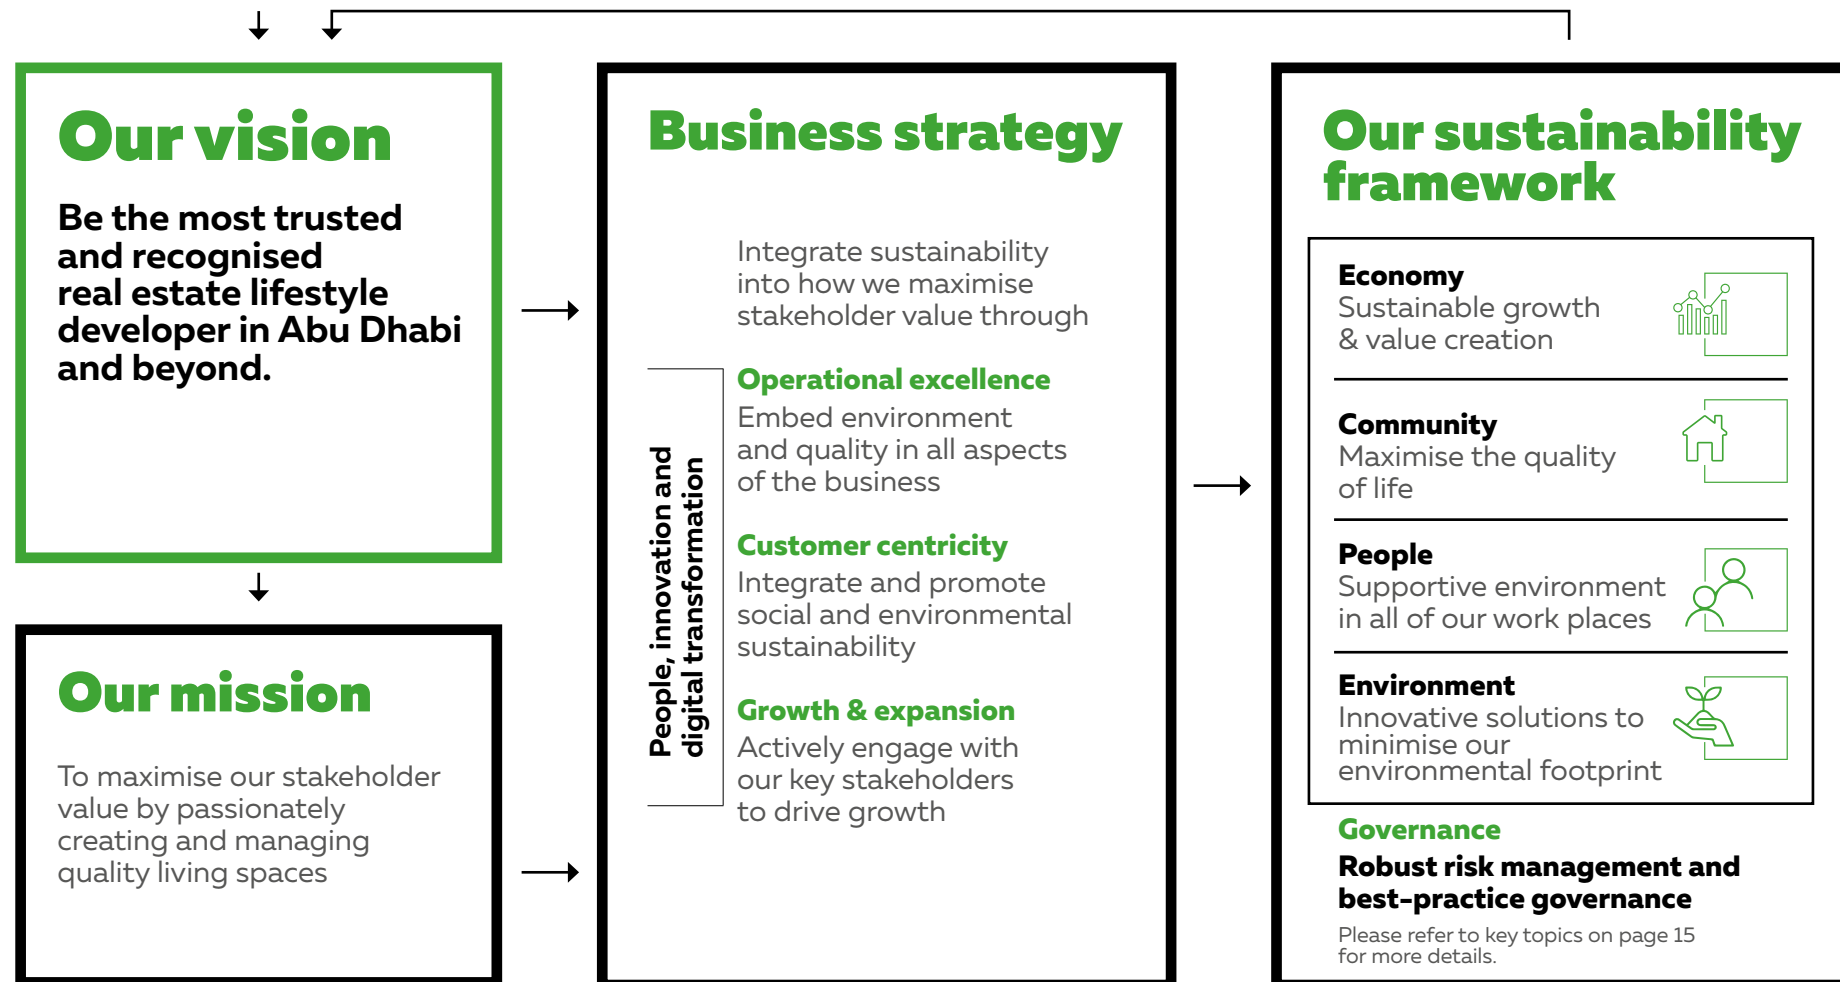 Our vision
Be the most trusted
and recognised
real estate lifestyle
developer in Abu Dhabi
and beyond.
Our mission
To maximise our stakeholder
value by passionately
creating and managing
quality living spaces
Business strategy
Integrate sustainability
into how we maximise
stakeholder value through
People, innovation and
digital transformation
Operational excellence
Embed environment
and quality in all aspects
of the business
Customer centricity
Integrate and promote
social and environmental
sustainability
Growth & expansion
Actively engage with
our key stakeholders
to drive growth
Our sustainability
framework
Economy
Sustainable growth
& value creation
Community
Maximise the quality
of life
People
Supportive environment
in all of our work places
Environment
Innovative solutions to
minimise our
environmental footprint
Governance
Robust risk management and
best-practice governance
Please refer to key topics on page 15
for more details.